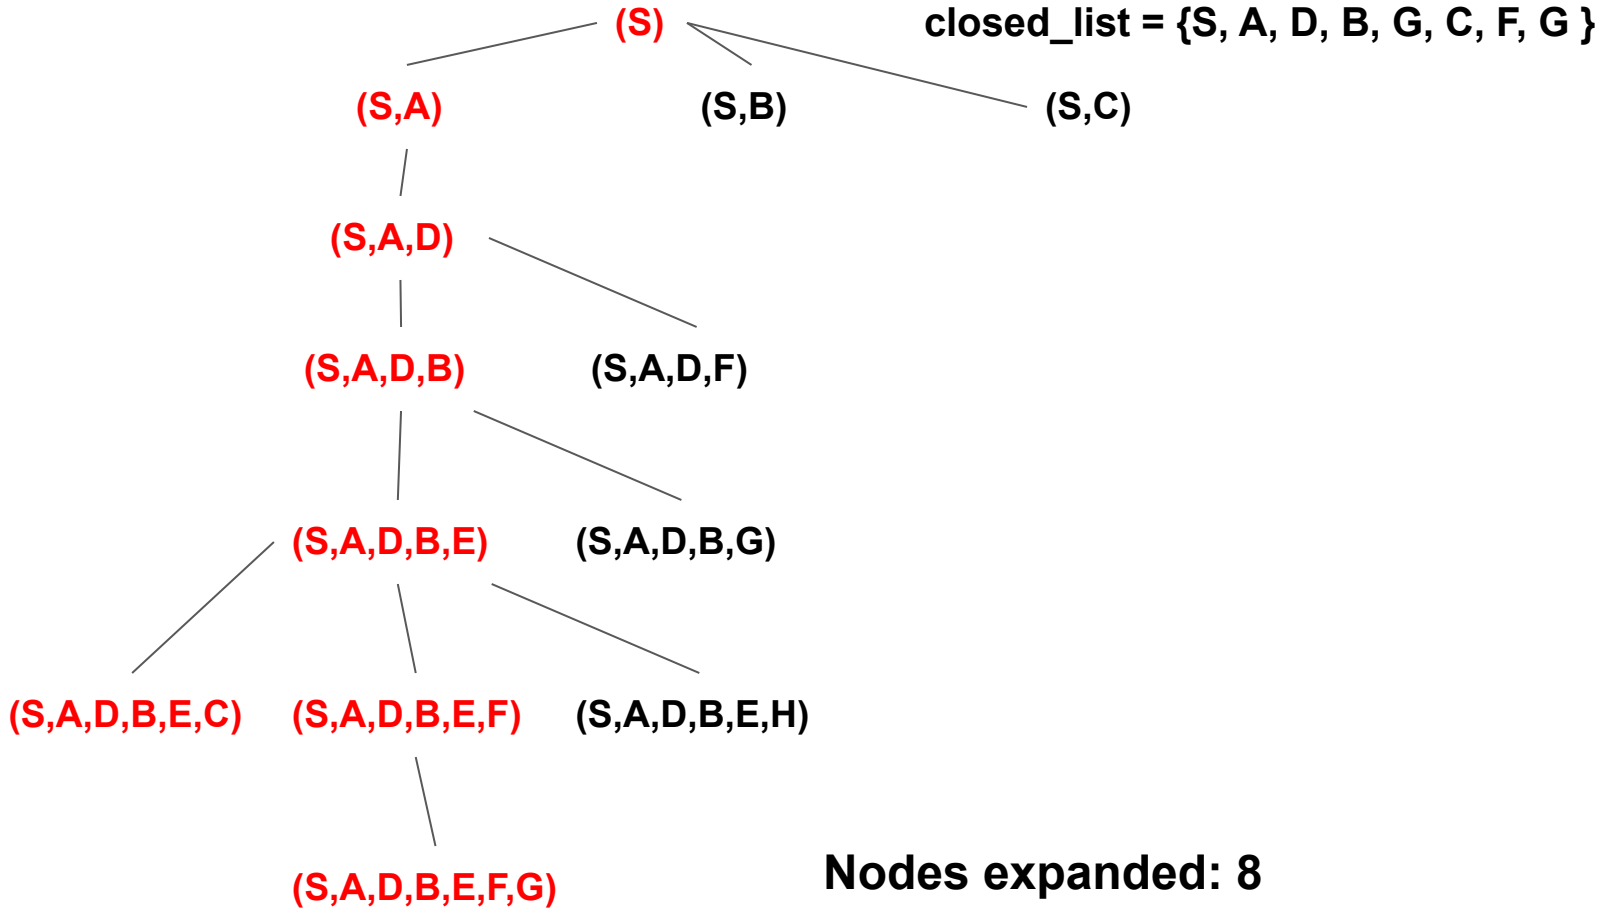 (S)
closed_list = {S, A, D, B, G, C, F, G }
(S,A)
(S,B)
(S,C)
(S,A,D)
(S,A,D,B)
(S,A,D,F)
(S,A,D,B,E)
(S,A,D,B,G)
(S,A,D,B,E,C)
(S,A,D,B,E,F)
(S,A,D,B,E,H)
(S,A,D,B,E,F,G)
Nodes expanded: 8